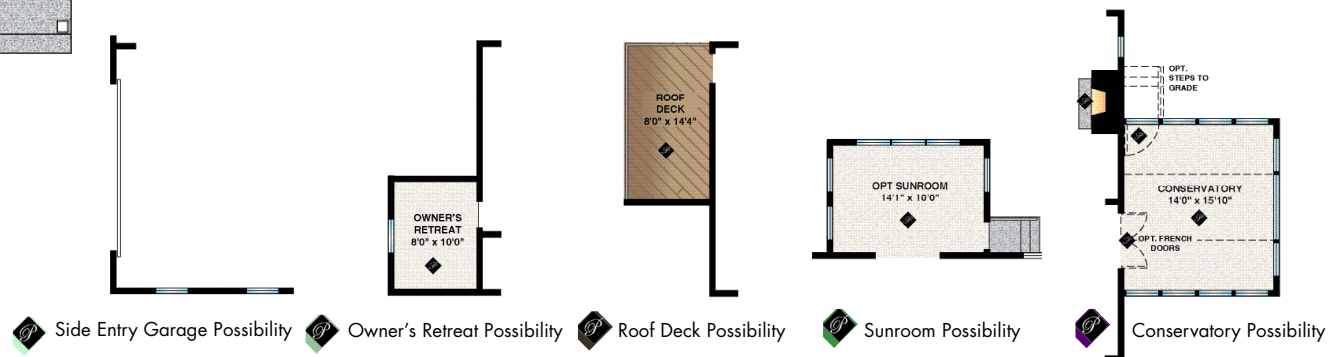 OWNER'S
RETREAT
8'0" x 10'0"
ROOF
DECK
8'0" x 14'4"
OPT SUNROOM
14'1" x 10'0"
OPT.
STEPS TO
GRADE
CONSERVATORY
14'0" x 15'10"
OPT. FRENCH
DOORS
Side Entry Garage Possibility
Owner's Retreat Possibility
Roof Deck Possibility
Sunroom Possibility
Conservatory Possibility